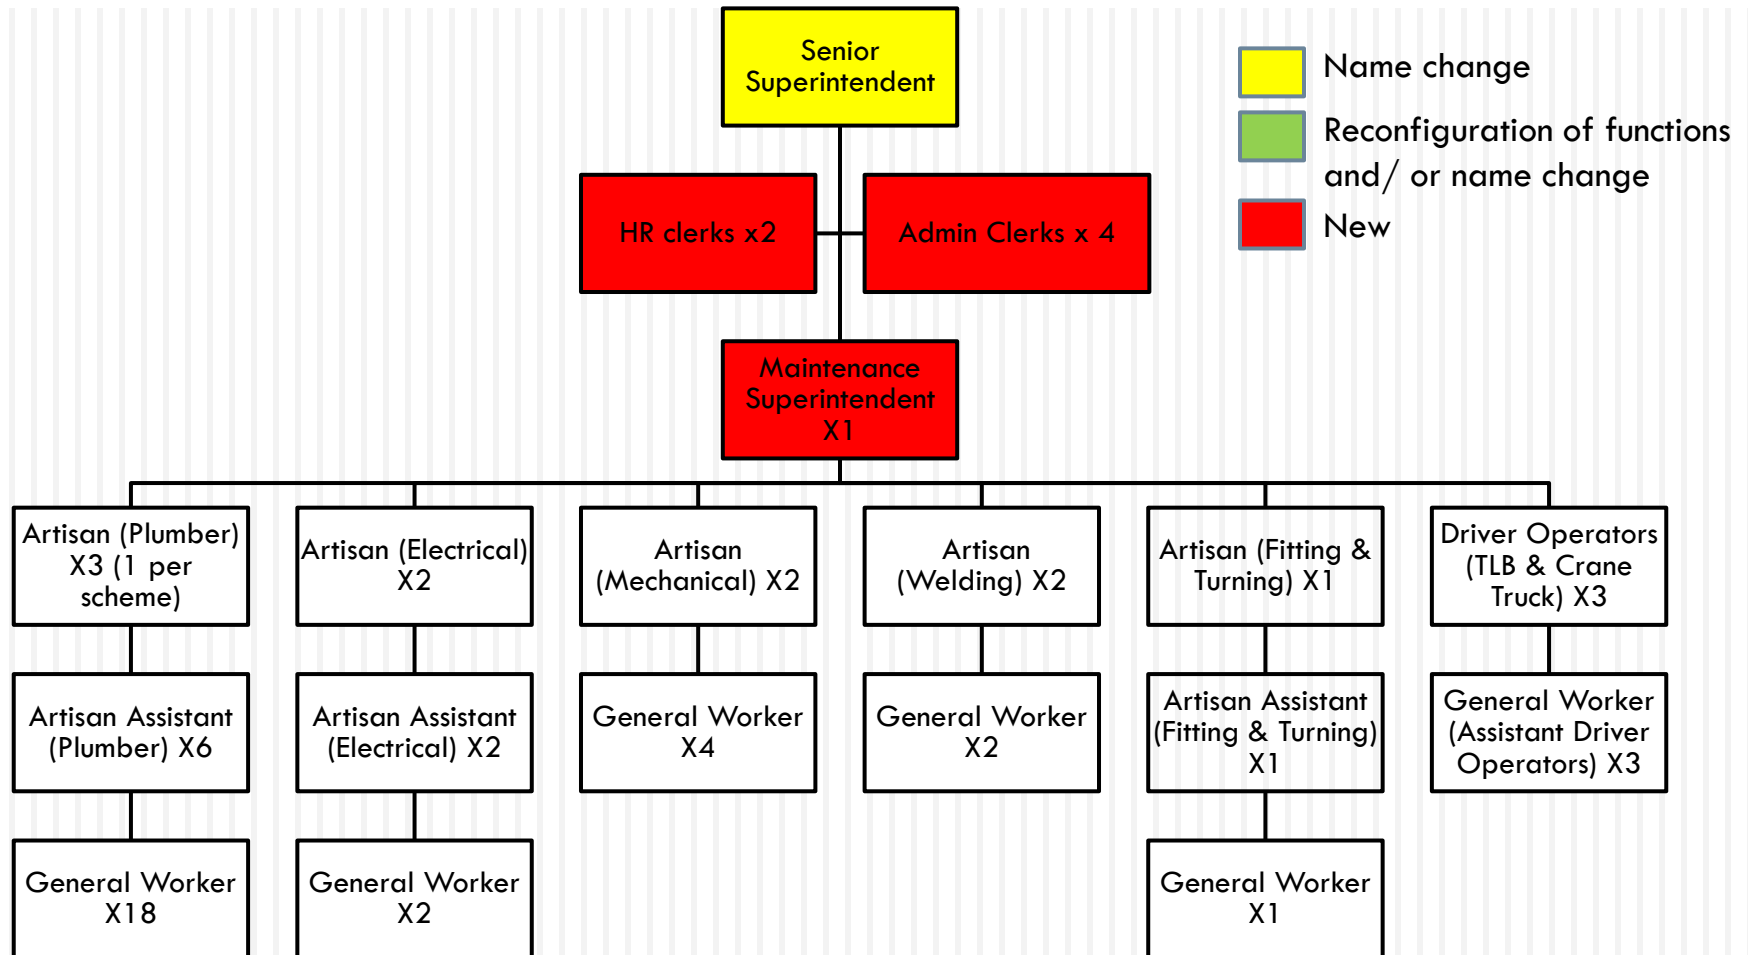 Senior
Superintendent
Name change
Reconfiguration of functions
and/ or name change
New
HR clerks x2
Admin Clerks x 4
Maintenance
Superintendent
X1
Artisan (Plumber)
X3 (1 per
scheme)
Artisan (Electrical)
X2
Artisan
(Mechanical) X2
Artisan
(Welding) X2
Artisan (Fitting &
Turning) X1
Driver Operators
(TLB & Crane
Truck) X3
Artisan Assistant
(Plumber) X6
Artisan Assistant
(Electrical) X2
General Worker
X4
General Worker
X2
Artisan Assistant
(Fitting & Turning)
X1
General Worker
(Assistant Driver
Operators) X3
General Worker
X18
General Worker
X2
General Worker
X1